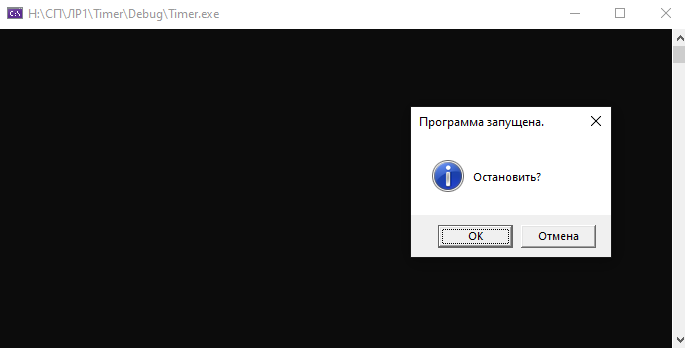 H:\СП\ЛР1\Timer\Debug\Timer.exe
Программа запущена.
Остановить?
OK
Отмена